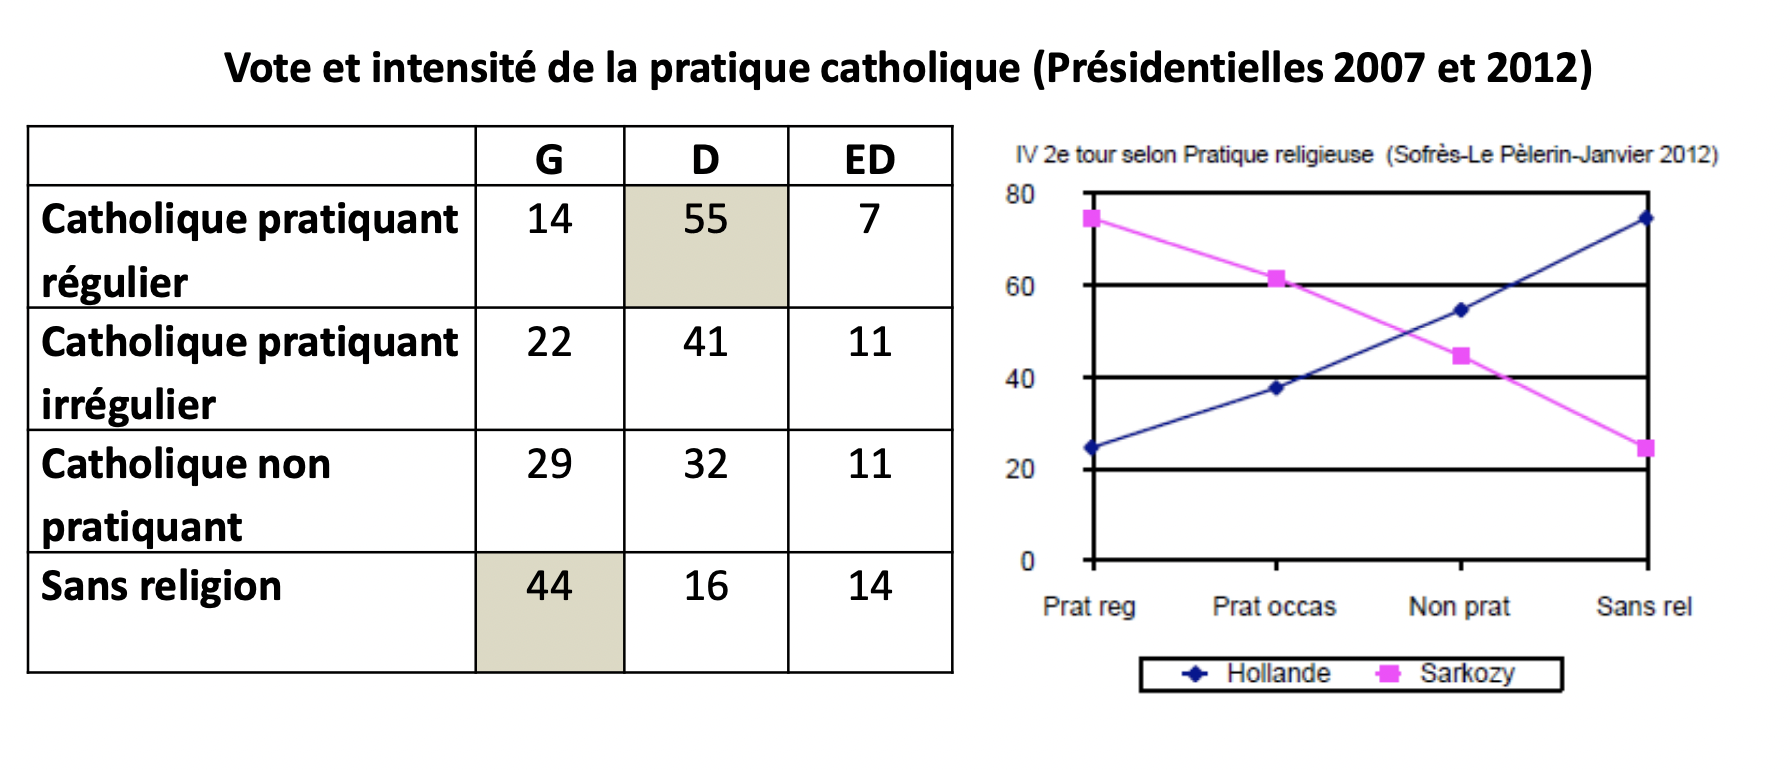 Vote et intensité de la pratique catholique (Présidentielles 2007 et 2012)
G D ED
Catholique pratiquant régulier 14 55 7
Catholique pratiquant irrégulier 22 41 11
Catholique non pratiquant 29 32 11
Sans religion 44 16 14
IV 2e tour selon Pratique religieuse (Sofrès-Le Pèlerin-Janvier 2012)
80
60
40
20
0
Prat reg Prat occas Non prat Sans rel
Hollande Sarkozy